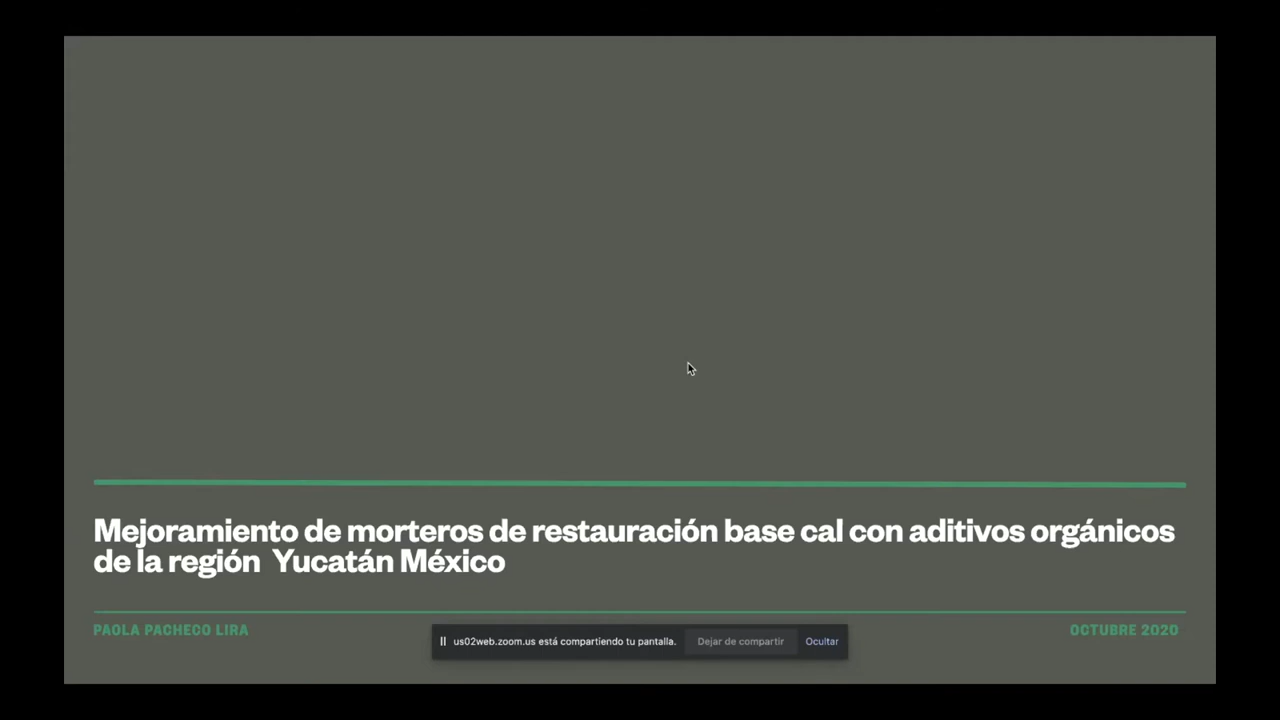 Mejoramiento de morteros de restauración base cal con aditivos orgánicos
de la región Yucatán México
PAOLA PACHECO LIRA
OCTUBRE 2020
us02web.zoom.us está compartiendo tu pantalla. Dejar de compartir Ocultar